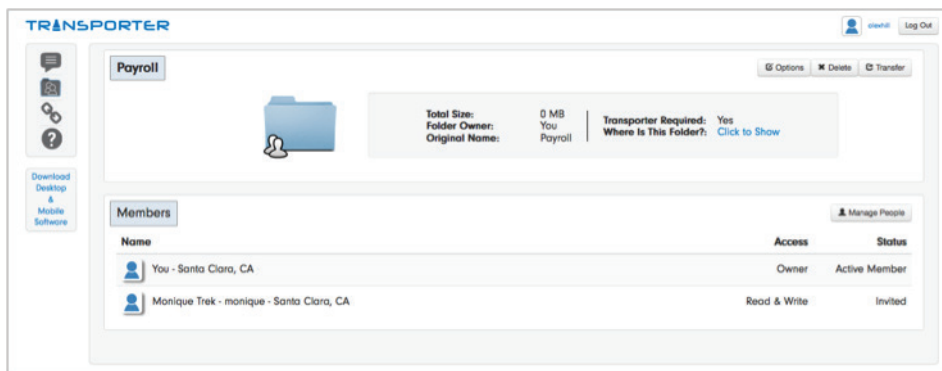 TRANSPORTER
alexhill
Log Out
Payroll
Options
Delete
Transfer
Total Size: 0 MB
Folder Owner: You
Original Name: Payroll
Transporter Required: Yes
Where Is This Folder?: Click to Show
Download
Desktop
&
Mobile
Software
Members
Manage People
Name Access Status
You - Santa Clara, CA Owner Active Member
Monique Trek - monique - Santa Clara, CA Read & Write Invited